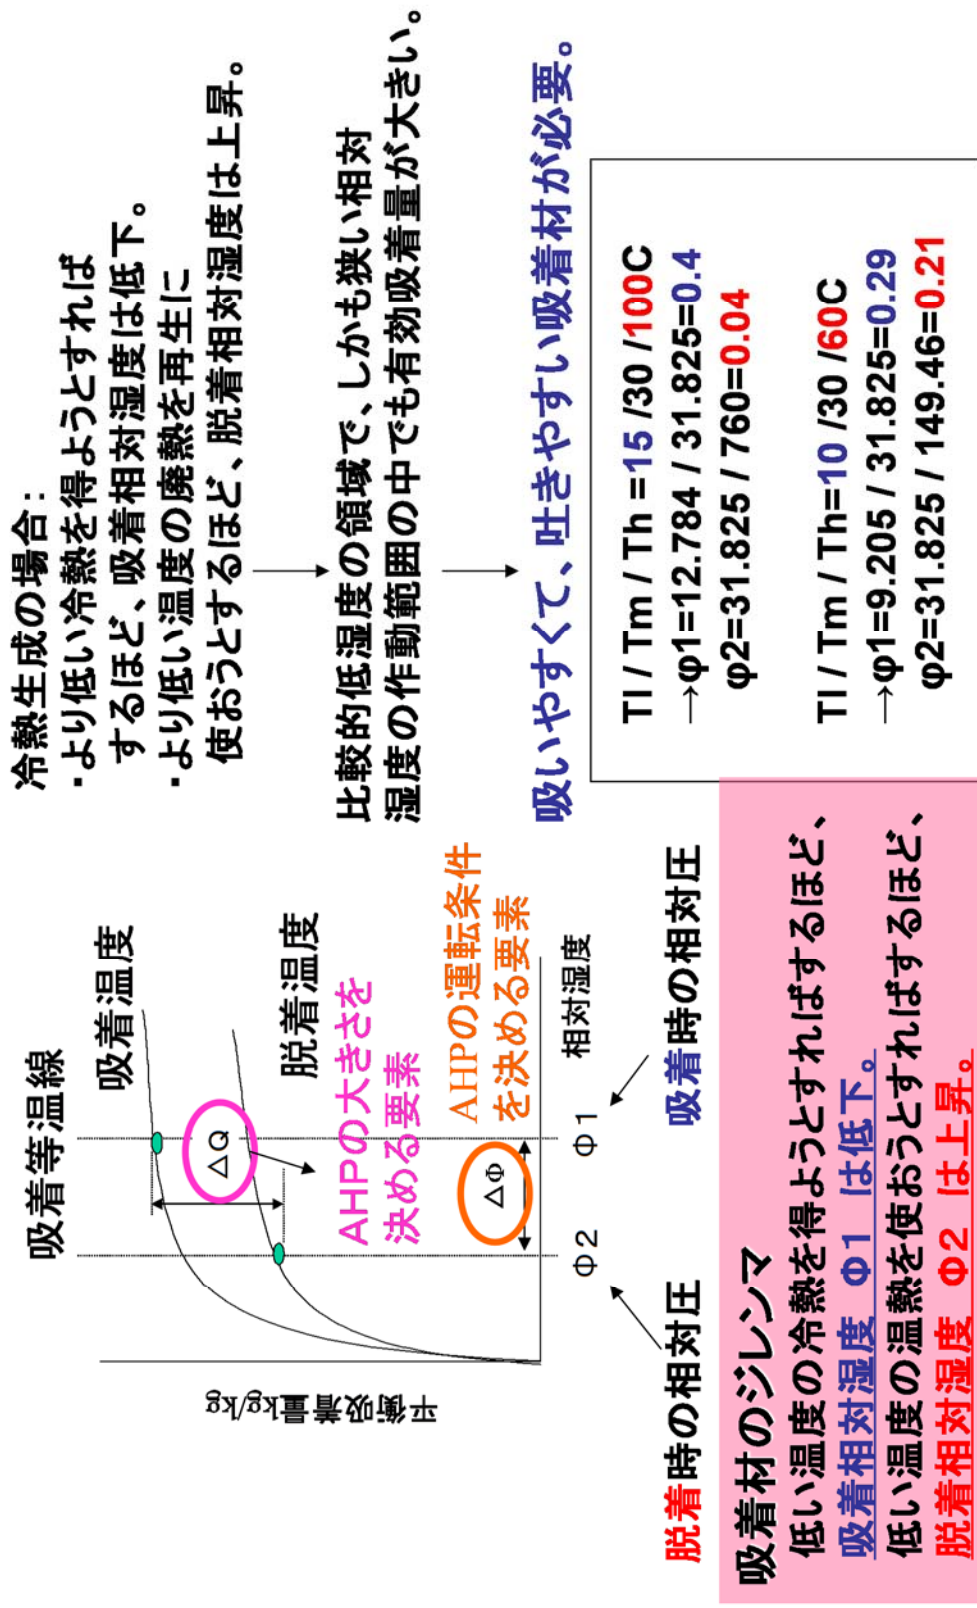 吸着等温線
吸着温度
脱着温度
△Q
AHPの大きさを
決める要素
AHPの運転条件
を決める要素
△Φ
平衡吸着量kg/kg
相対湿度
Φ2
Φ1
脱着時の相対圧
吸着時の相対圧
吸着材のジレンマ
低い温度の冷熱を得ようとすればするほど、
吸着相対湿度 Φ1 は低下。
低い温度の温熱を使おうとすればするほど、
脱着相対湿度 Φ2 は上昇。
冷熱生成の場合:
・より低い冷熱を得ようとすれば
するほど、吸着相対湿度は低下。
・より低い温度の廃熱を再生に
使おうとするほど、脱着相対湿度は上昇。
比較的低湿度の領域で、しかも狭い相対
湿度の作動範囲の中でも有効吸着量が大きい。
吸いやすくて、吐きやすい吸着材が必要。
Tl / Tm / Th =15 /30 /100C
→φ1=12.784 / 31.825=0.4
φ2=31.825 / 760=0.04
Tl / Tm / Th=10 /30 /60C
→φ1=9.205 / 31.825=0.29
φ2=31.825 / 149.46=0.21